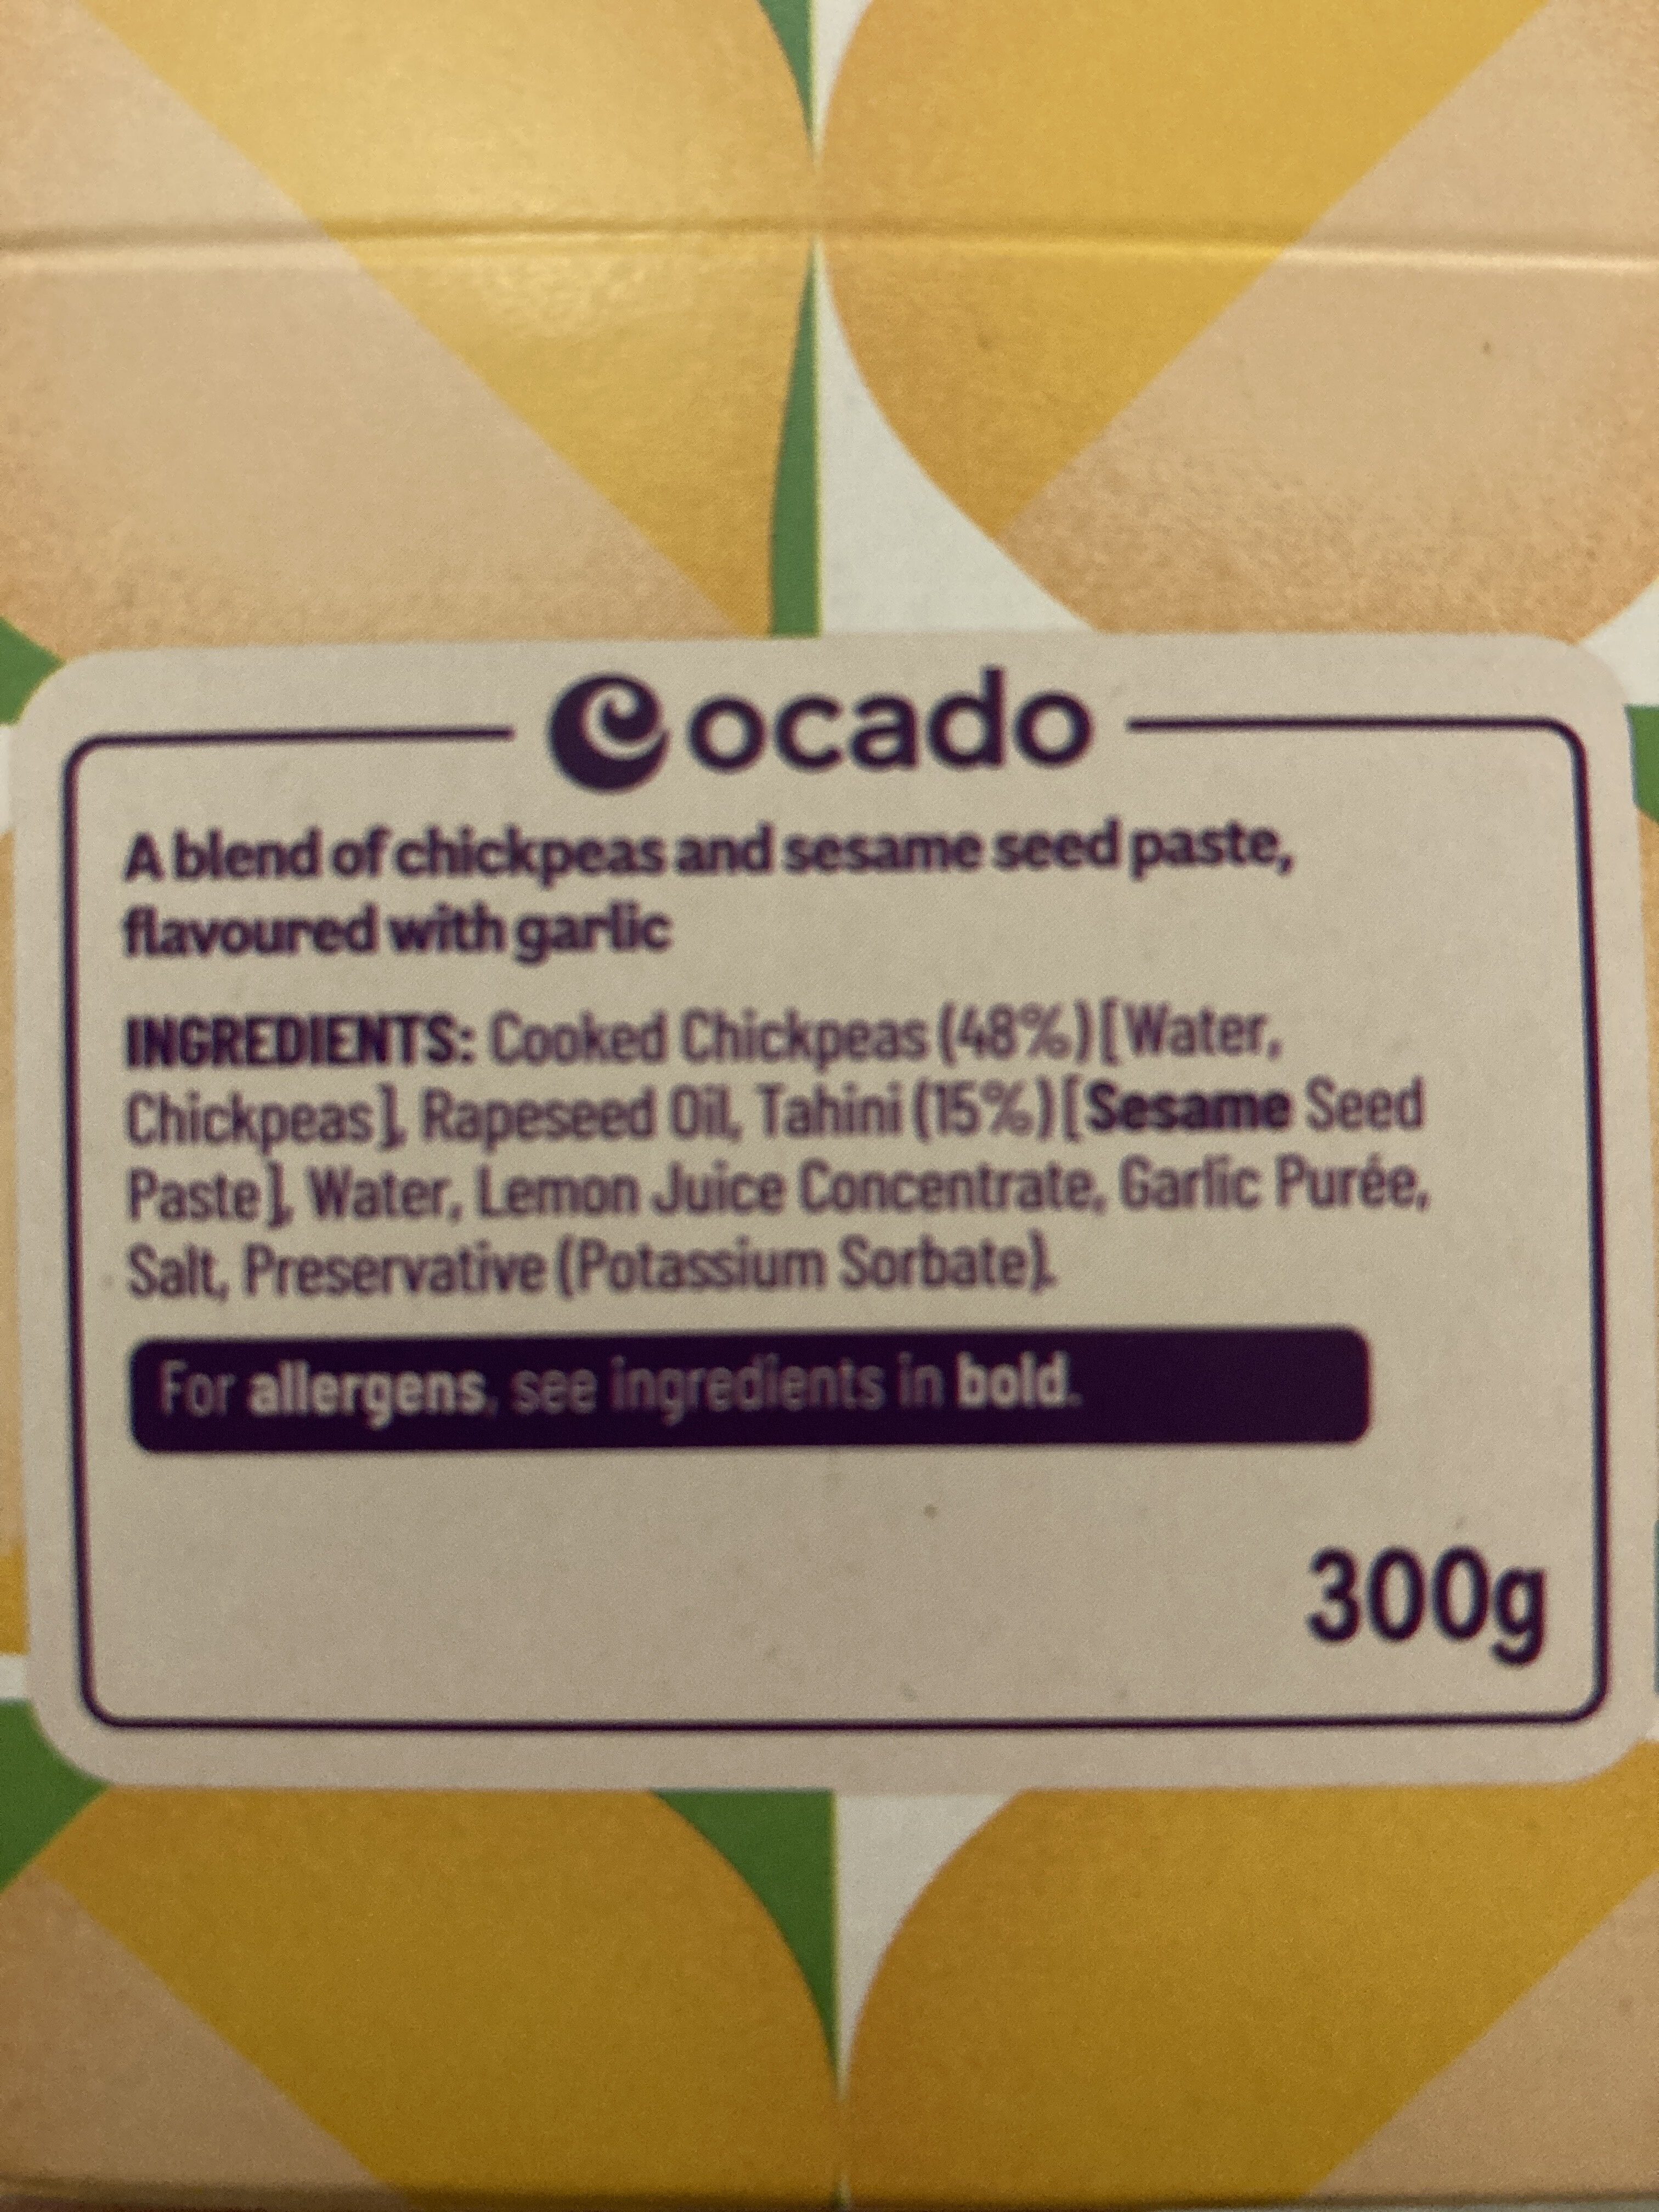 ocado
A blend of chickpeas and sesame seed paste,
flavoured with garlic
INGREDIENTS: Cooked Chickpeas (48%) [Water,
Chickpeas], Rapeseed Oil, Tahini (15%) [Sesame Seed
Paste], Water, Lemon Juice Concentrate, Garlic Purée,
Salt, Preservative (Potassium Sorbate).
For allergens, see ingredients in bold.
300g